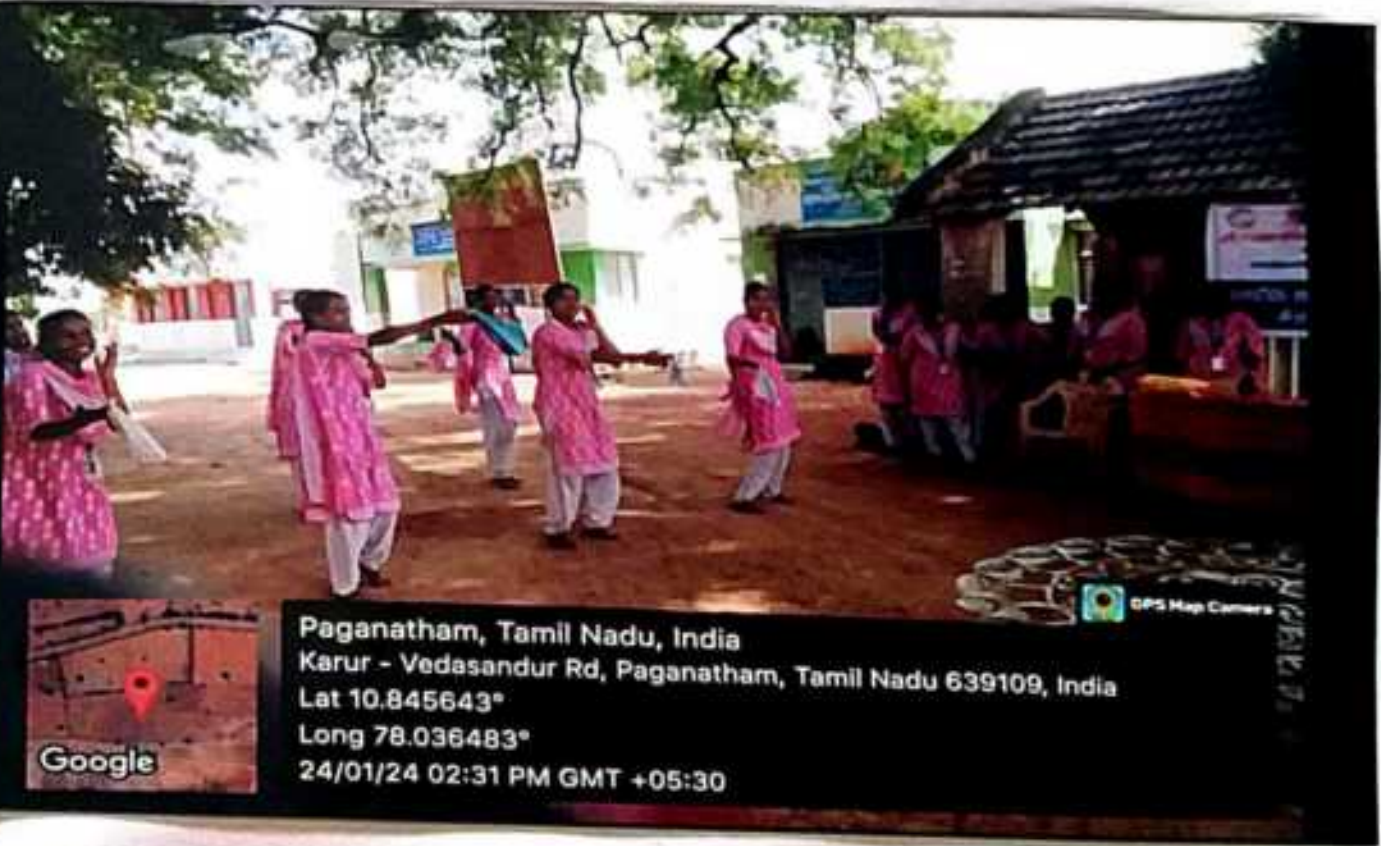 GPS Map Camera
Paganatham, Tamil Nadu, India
Karur - Vedasandur Rd, Paganatham, Tamil Nadu 639109, India
Lat 10.845643°
Long 78.036483°
24/01/24 02:31 PM GMT +05:30
Google